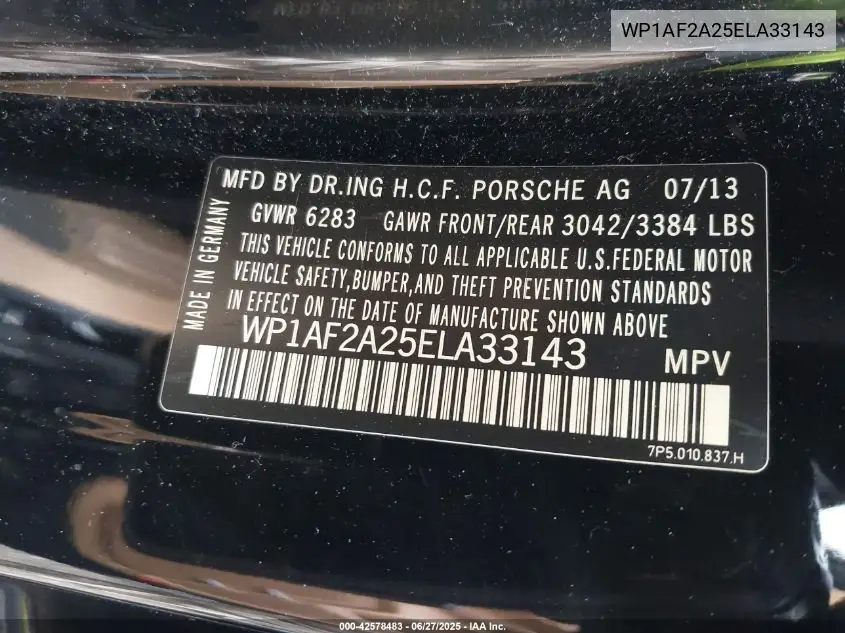 WP1AF2A25ELA33143
MFD BY DR.ING H.C.F. PORSCHE AG 07/13
GVWR 6283 GAWR FRONT/REAR 3042/3384 LBS
THIS VEHICLE CONFORMS TO ALL APPLICABLE U.S.FEDERAL MOTOR
VEHICLE SAFETY,BUMPER,AND THEFT PREVENTION STANDARDS
IN EFFECT ON THE DATE OF MANUFACTURE SHOWN ABOVE
MADE IN GERMANY
WP1AF2A25ELA33143 MPV
7P5.010.837.H
000-42578483 - 06/27/2025 - IAA Inc.